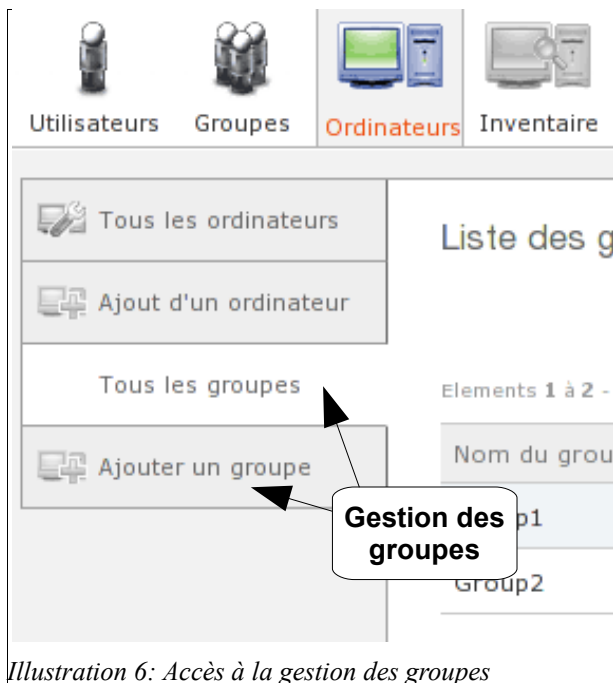 Utilisateurs Groupes Ordinateurs Inventaire
Tous les ordinateurs
Ajout d'un ordinateur
Tous les groupes
Ajouter un groupe
Liste des g
Elements 1 à 2 -
Nom du grou
p1
Group2
Gestion des
groupes
Illustration 6: Accès à la gestion des groupes